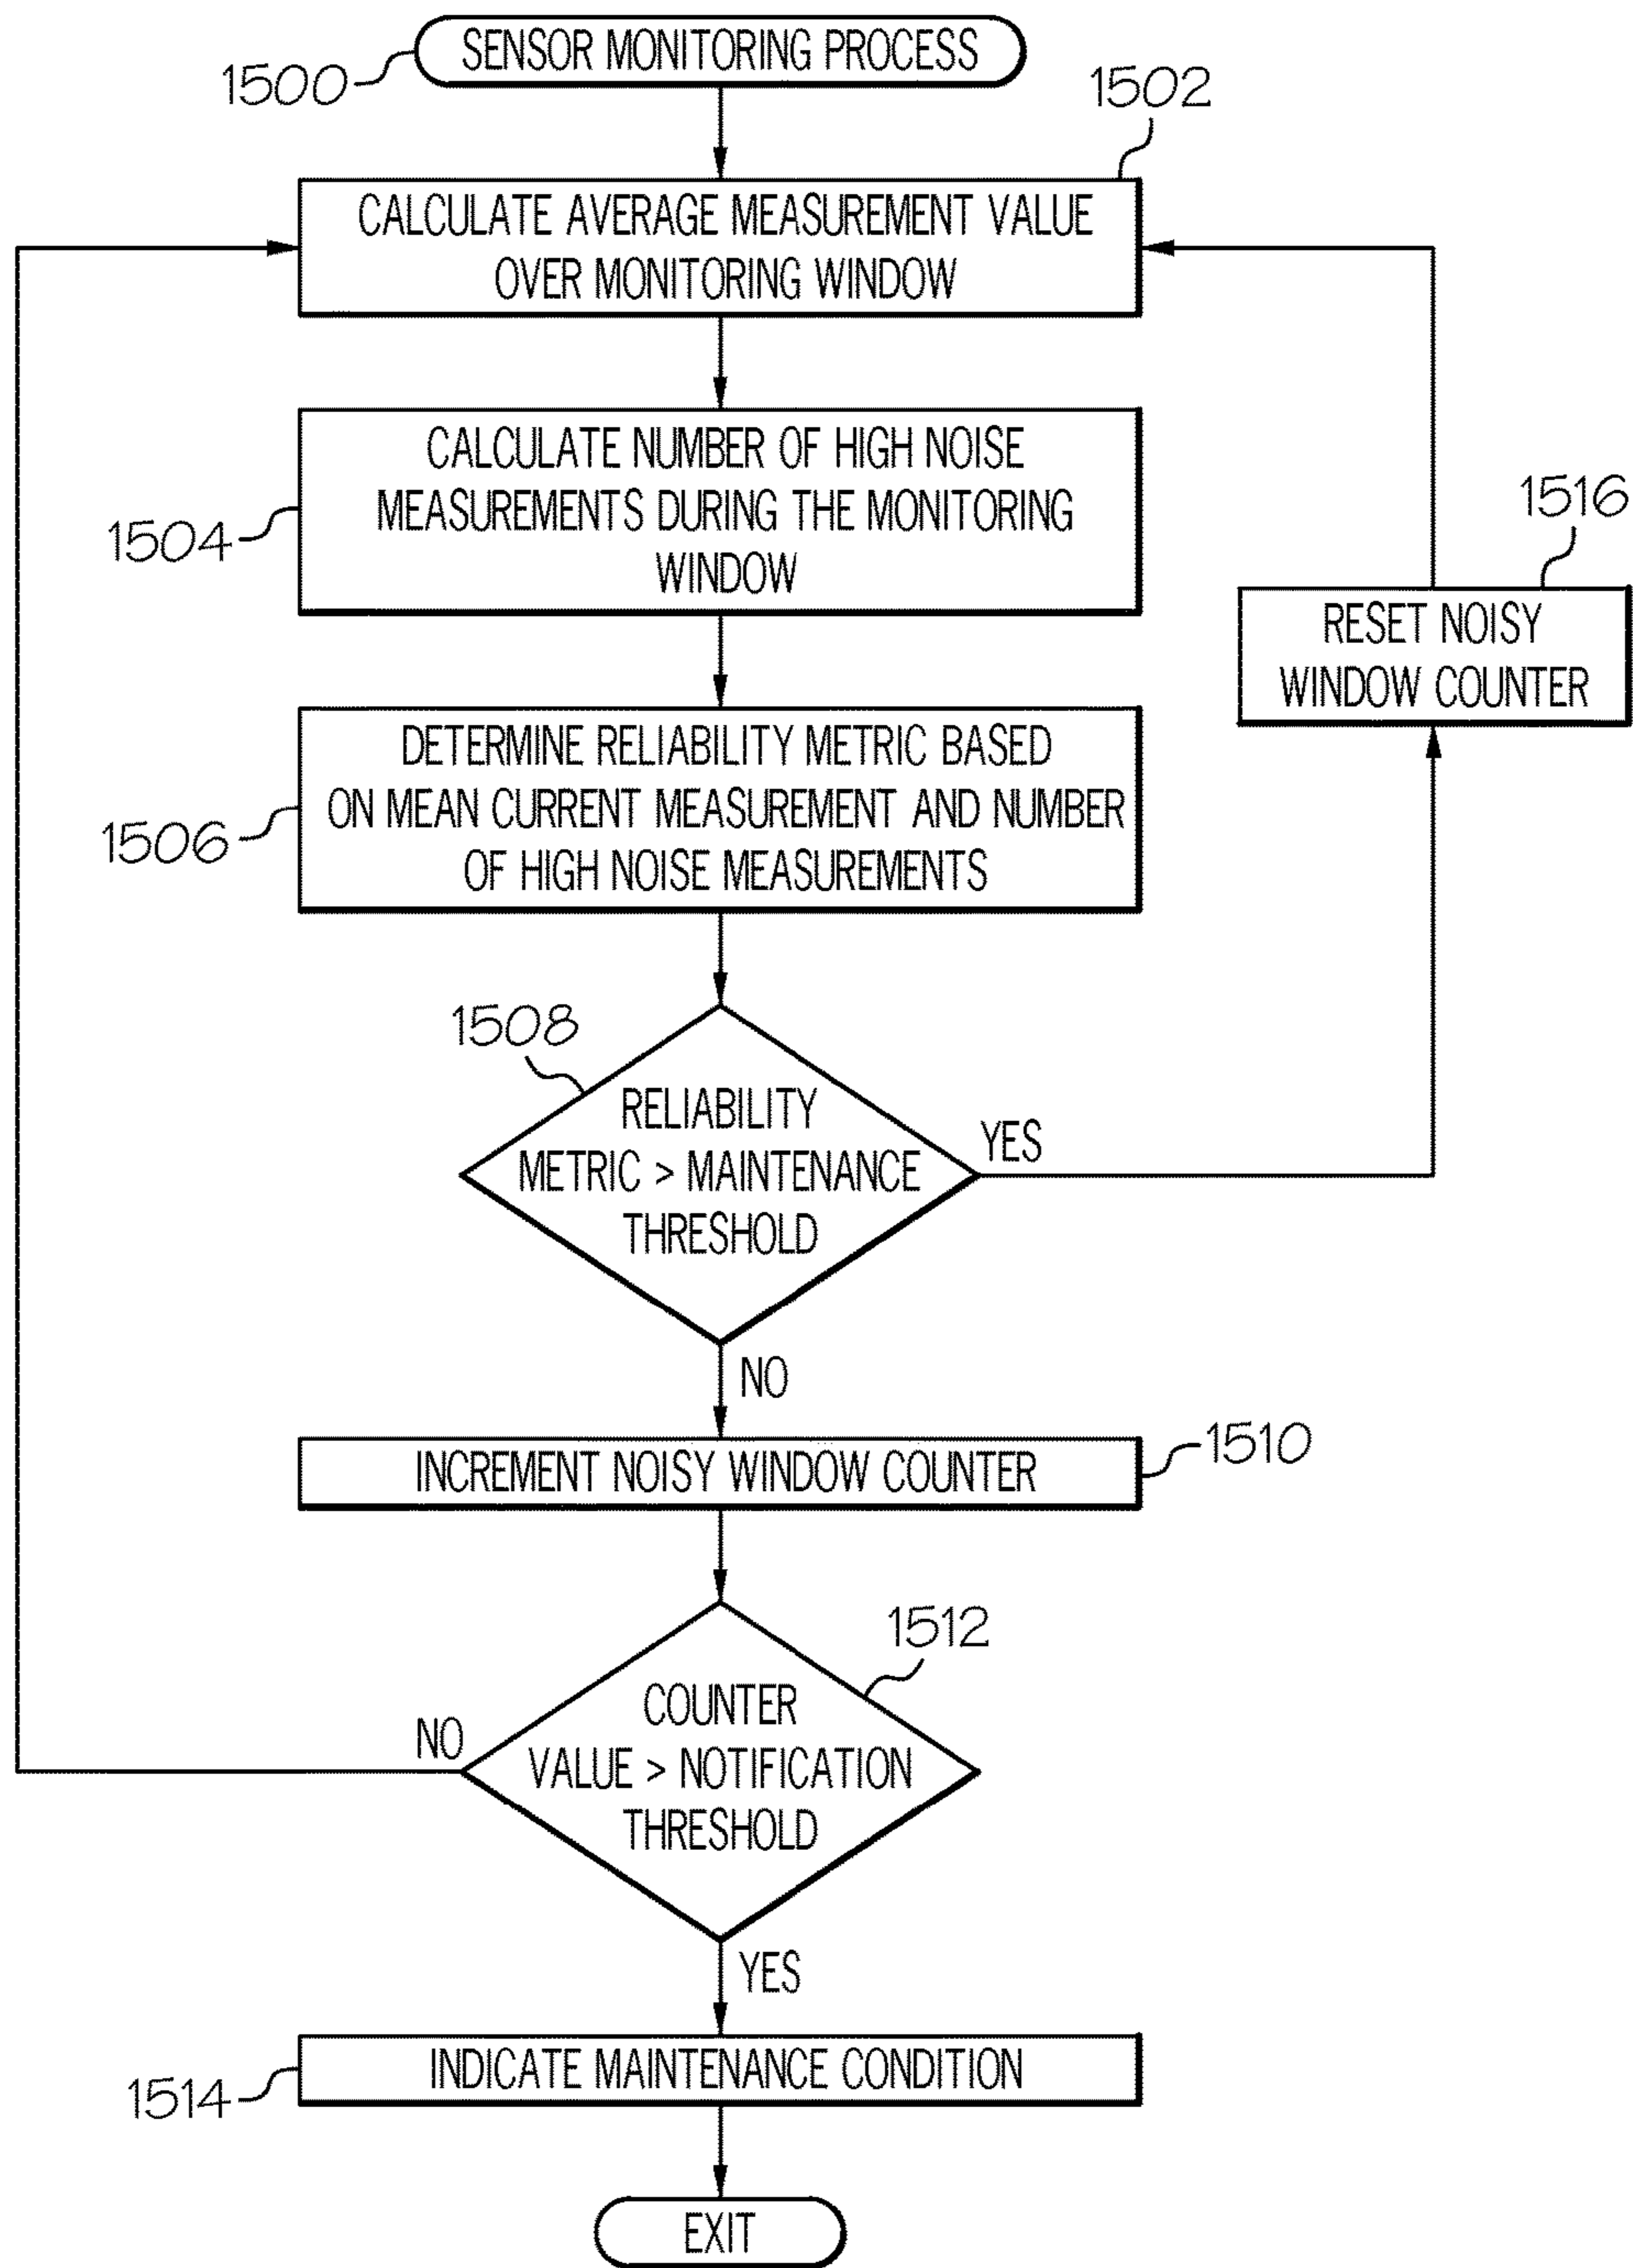 SENSOR MONITORING PROCESS
1500
1502
CALCULATE AVERAGE MEASUREMENT VALUE
OVER MONITORING WINDOW
CALCULATE NUMBER OF HIGH NOISE
MEASUREMENTS DURING THE MONITORING
WINDOW
1504
1516
RESET NOISY
WINDOW COUNTER
DETERMINE RELIABILITY METRIC BASED
ON MEAN CURRENT MEASUREMENT AND NUMBER
OF HIGH NOISE MEASUREMENTS
1506
1508
RELIABILITY
METRIC > MAINTENANCE
THRESHOLD
YES
NO
INCREMENT NOISY WINDOW COUNTER
1510
1512
COUNTER
VALUE > NOTIFICATION
THRESHOLD
NO
YES
INDICATE MAINTENANCE CONDITION
1514
EXIT